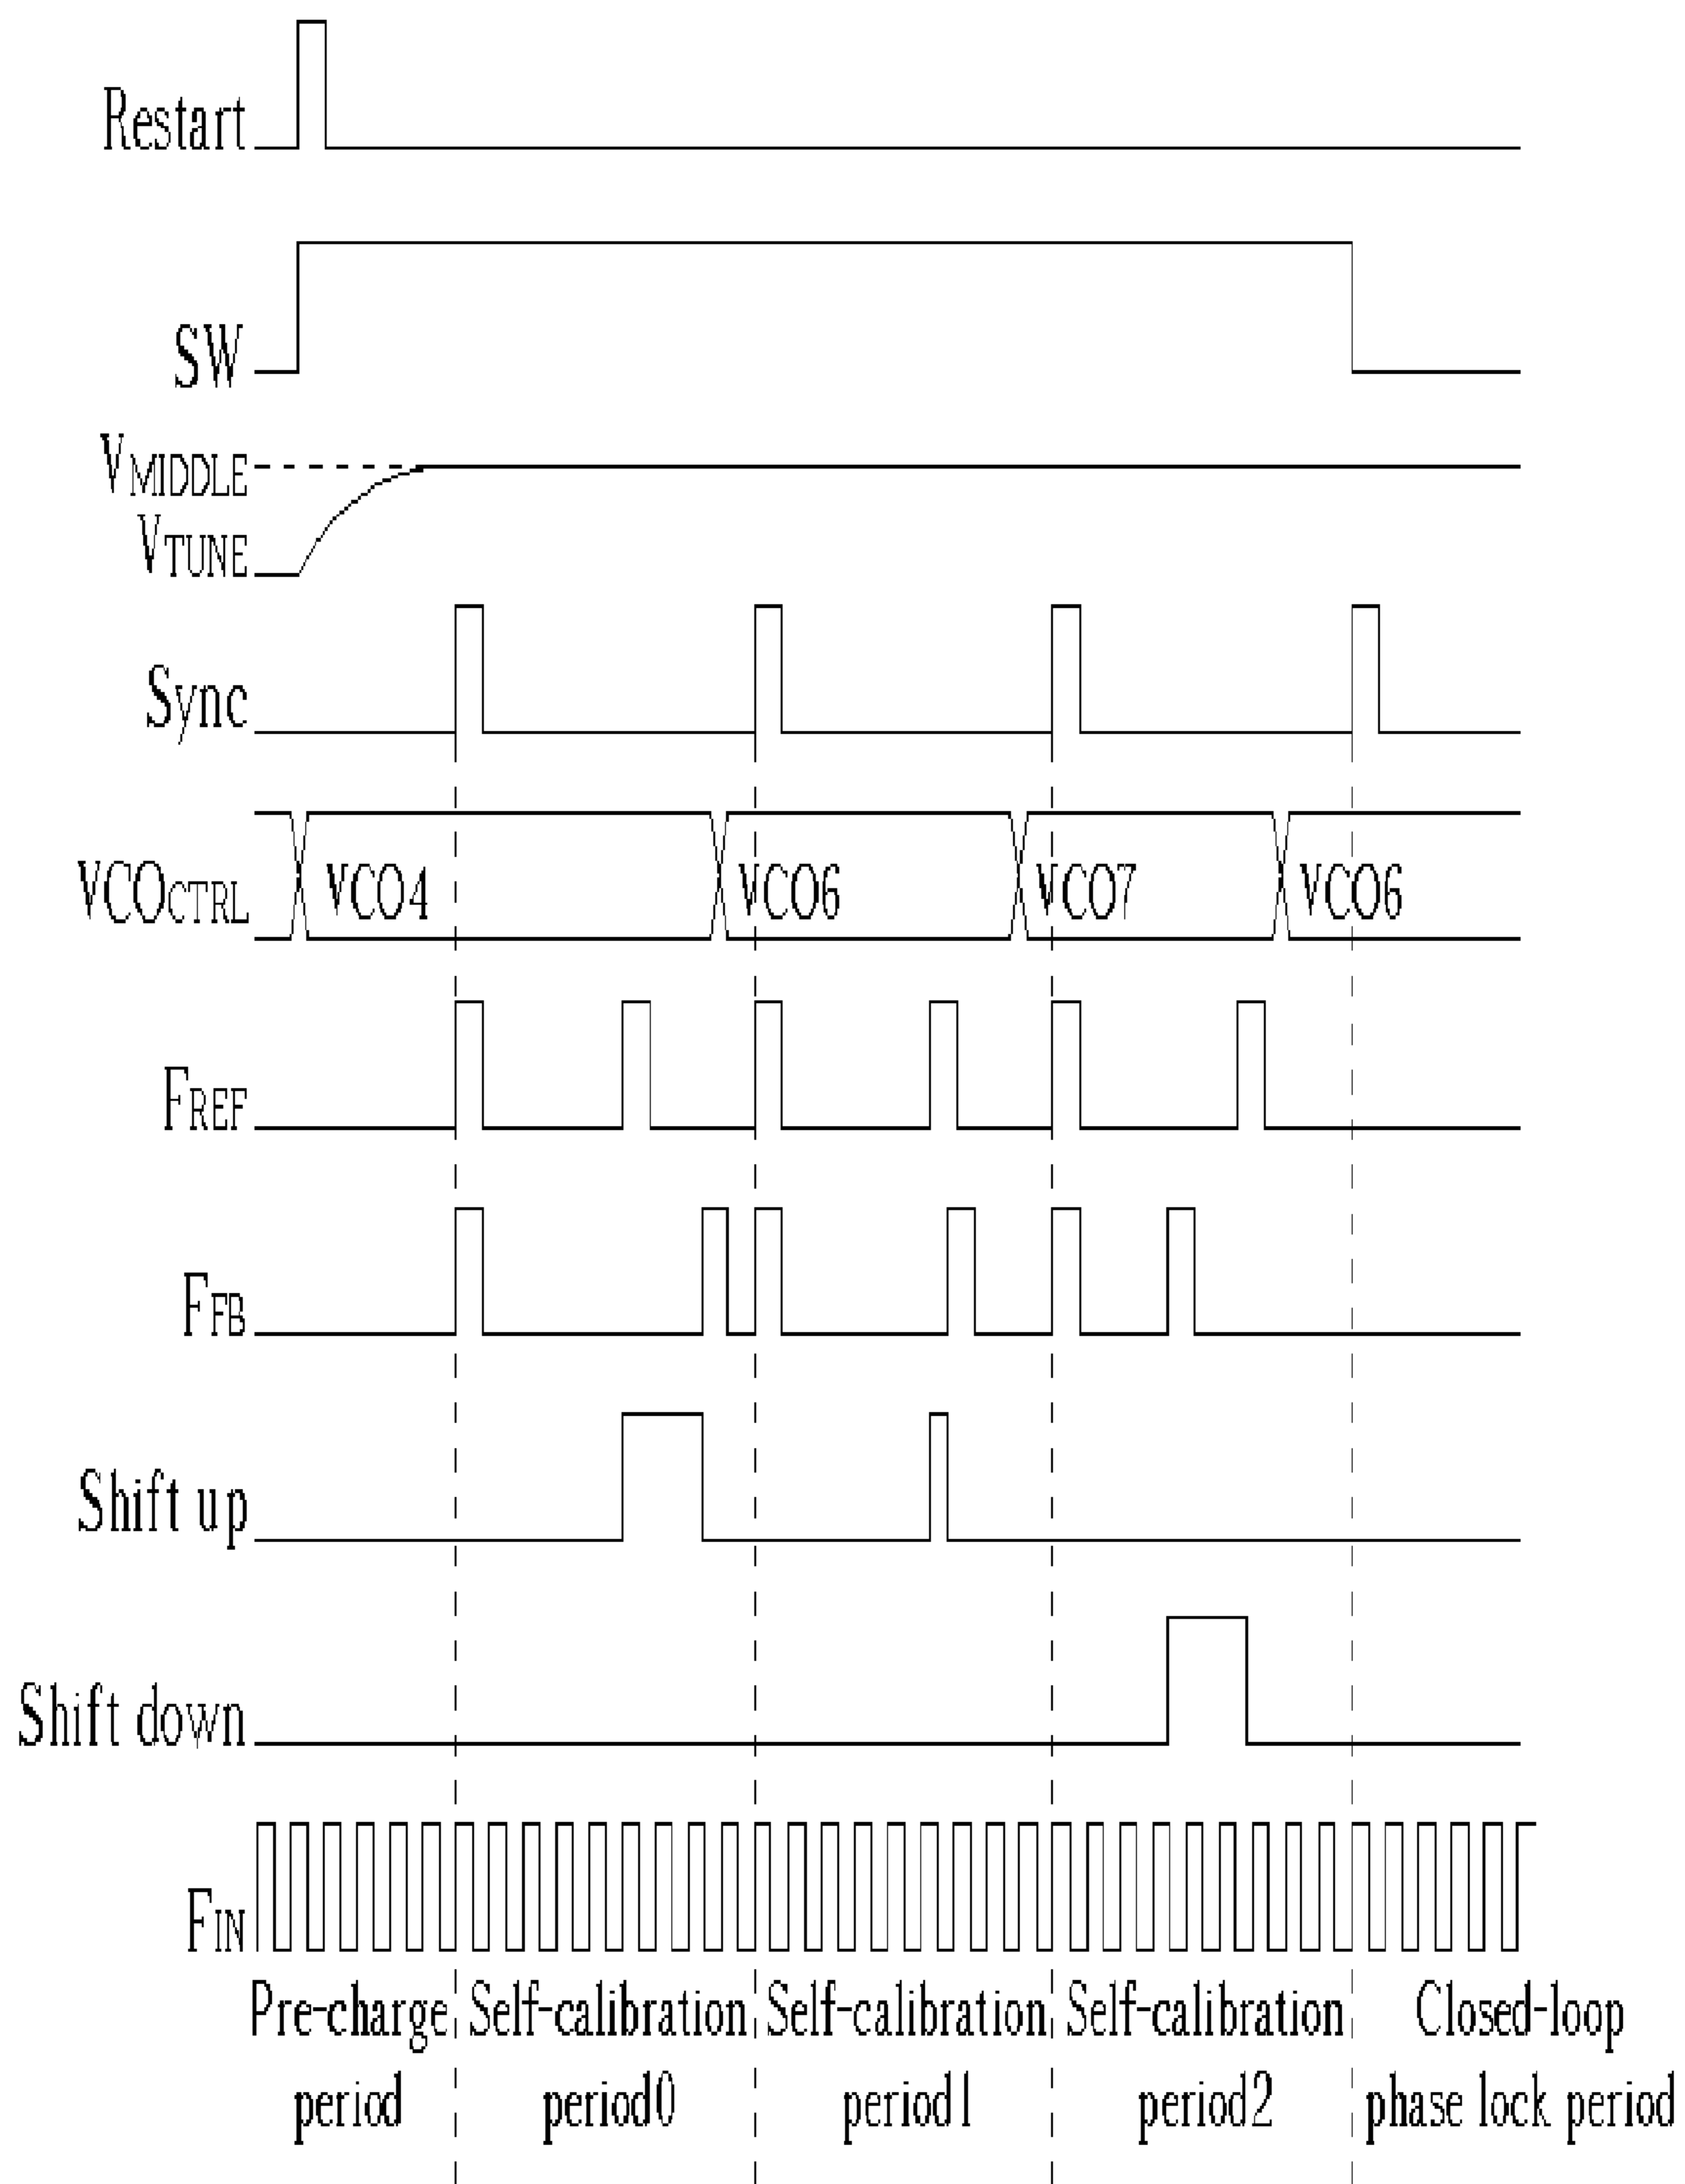 Restart
SW
VMIDDLE
VTUNE
Sync
VCOCTRL VCO4 VCO6 VCO7 VCO6
FREF
FFB
Shift up
Shift down
FIN
Pre-charge Self-calibration Self-calibration Self-calibration Closed-loop
period period0 period1 period2 phase lock period